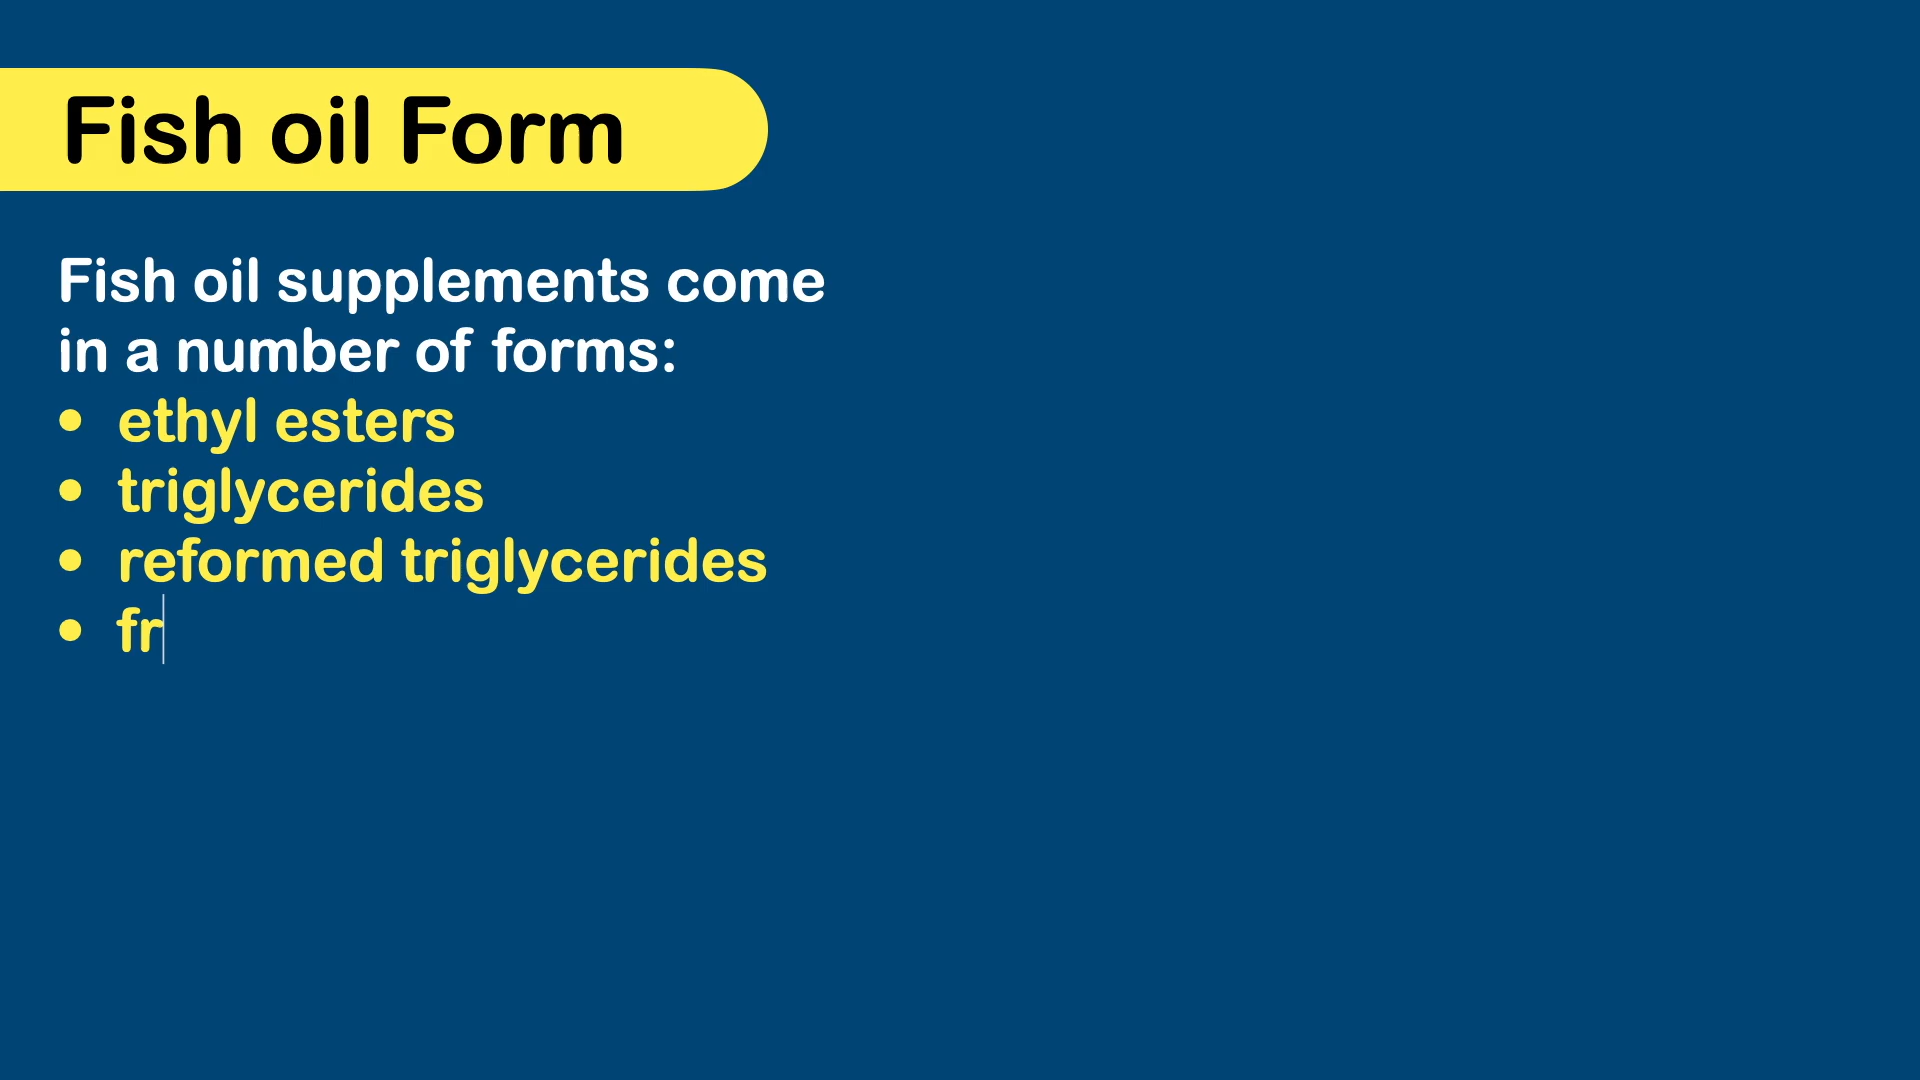 Fish oil Form
Fish oil supplements come
in a number of forms:
• ethyl esters
• triglycerides
• reformed triglycerides
• fr